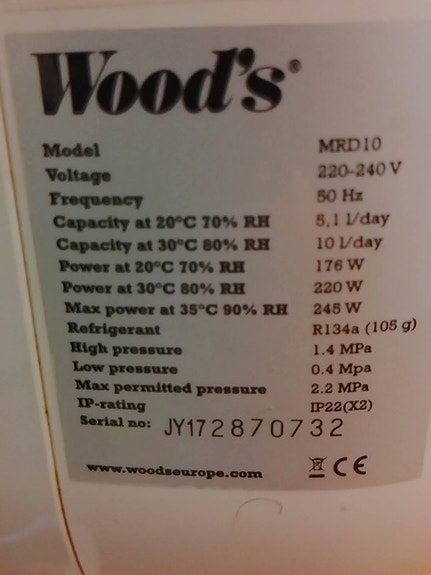 Wood's®
Model MRD10
Voltage 220-240 V
Frequency 50 Hz
Capacity at 20°C 70% RH 5,1 l/day
Capacity at 30°C 80% RH 10 l/day
Power at 20°C 70% RH 176 W
Power at 30°C 80% RH 220 W
Max power at 35°C 90% RH 245 W
Refrigerant R134a (105 g)
High pressure 1.4 MPa
Low pressure 0.4 Mpa
Max permitted pressure 2.2 MPa
IP-rating IP22(X2)
Serial no: JY172870732
www.woodseurope.com CE